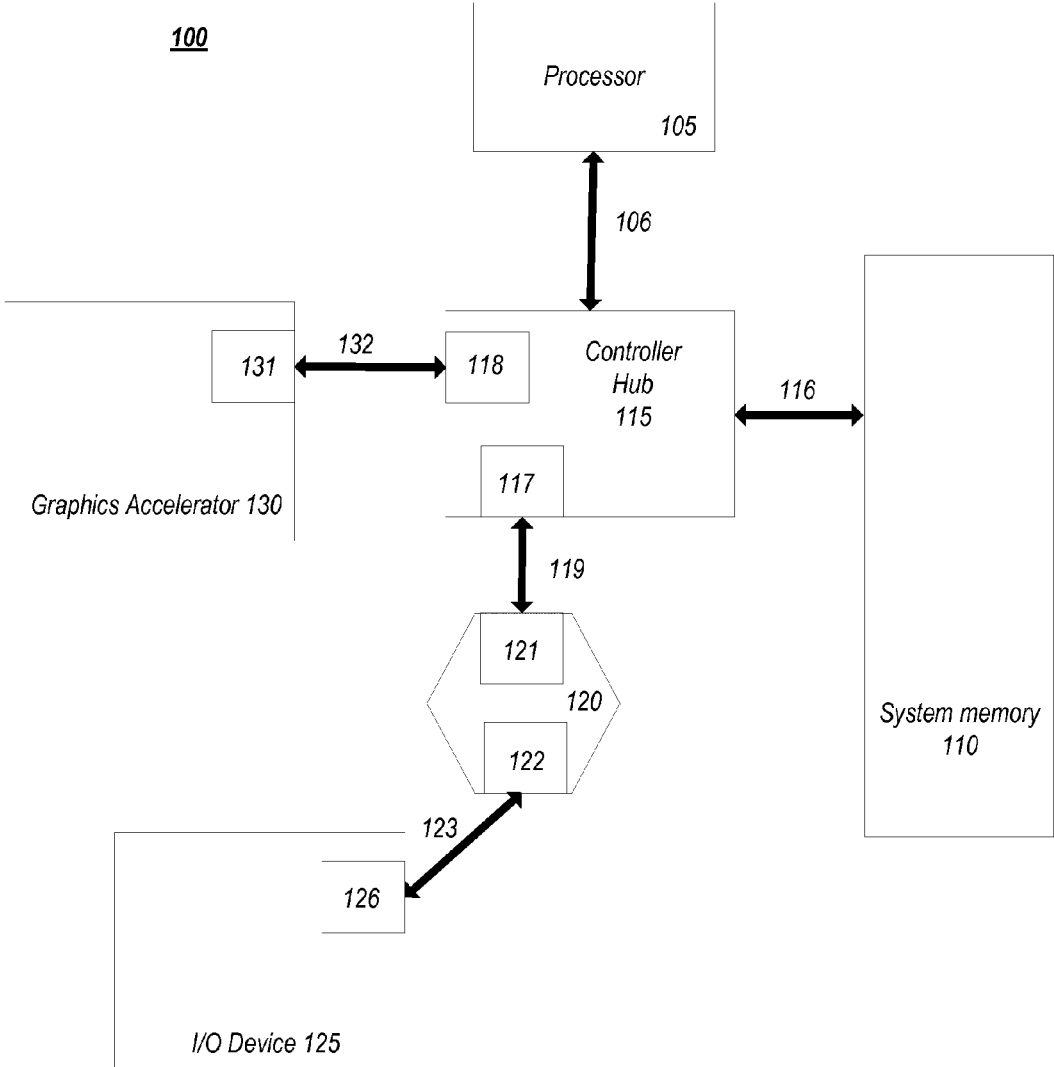 100
Processor
105
106
132
131
118
Controller
Hub
115
116
117
Graphics Accelerator 130
119
121
120
122
System memory
110
123
126
I/O Device 125